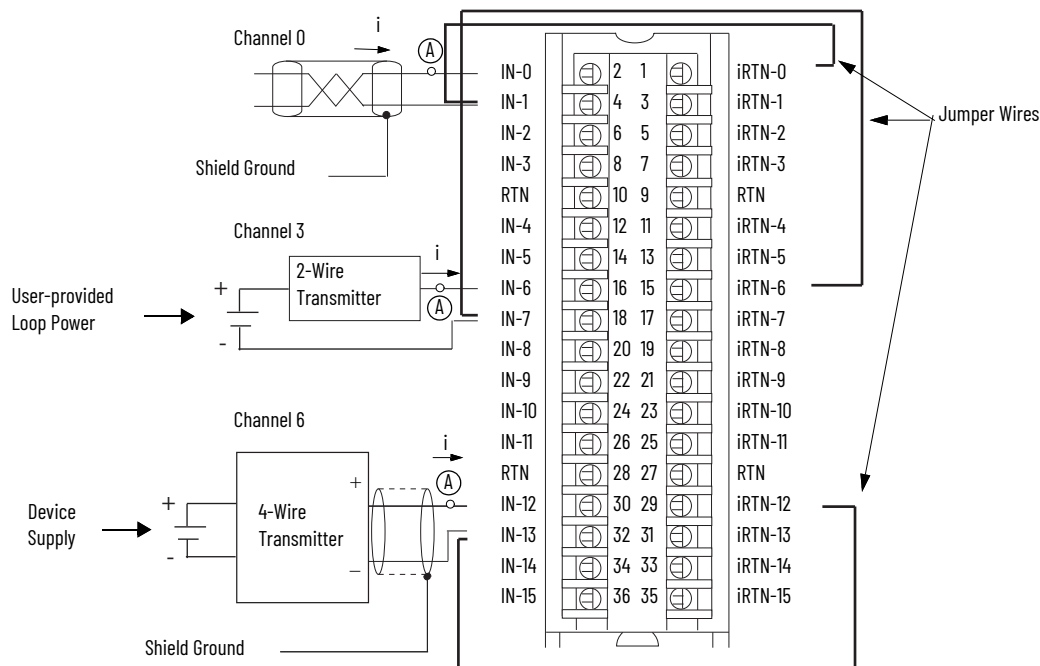 Channel 0
i
A
IN-0 2 1 iRTN-0
IN-1 4 3 iRTN-1
Jumper Wires
IN-2 6 5 iRTN-2
IN-3 8 7 iRTN-3
Shield Ground
RTN 10 9 RTN
IN-4 12 11 iRTN-4
Channel 3
i
IN-5 14 13 iRTN-5
2-Wire
Transmitter
+
IN-6 16 15 iRTN-6
A
User-provided
Loop Power
IN-7 18 17 iRTN-7
-
IN-8 20 19 iRTN-8
IN-9 22 21 iRTN-9
IN-10 24 23 iRTN-10
Channel 6
IN-11 26 25 iRTN-11
i
A
RTN 28 27 RTN
+
+
IN-12 30 29 iRTN-12
Device
Supply
4-Wire
Transmitter
IN-13 32 31 iRTN-13
-
−
IN-14 34 33 iRTN-14
IN-15 36 35 iRTN-15
Shield Ground